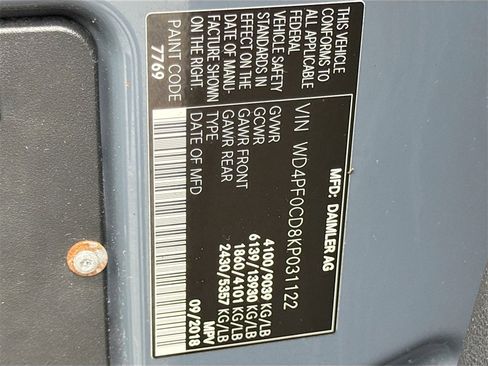 MFD: DAIMLER AG
VIN WD4PF0CD8KP031122
GVWR 4100/9039 KG/LB
GCWR 6139/13930 KG/LB
GAWR FRONT 1860/4101 KG/LB
GAWR REAR 2430/5357 KG/LB
TYPE MPV
DATE OF MFD: 09/2018
THIS VEHICLE
CONFORMS TO
ALL APPLICABLE
FEDERAL
VEHICLE SAFETY
STANDARDS IN
EFFECT ON THE
DATE OF MANU-
FACTURE SHOWN
ON THE RIGHT.
PAINT CODE
7769